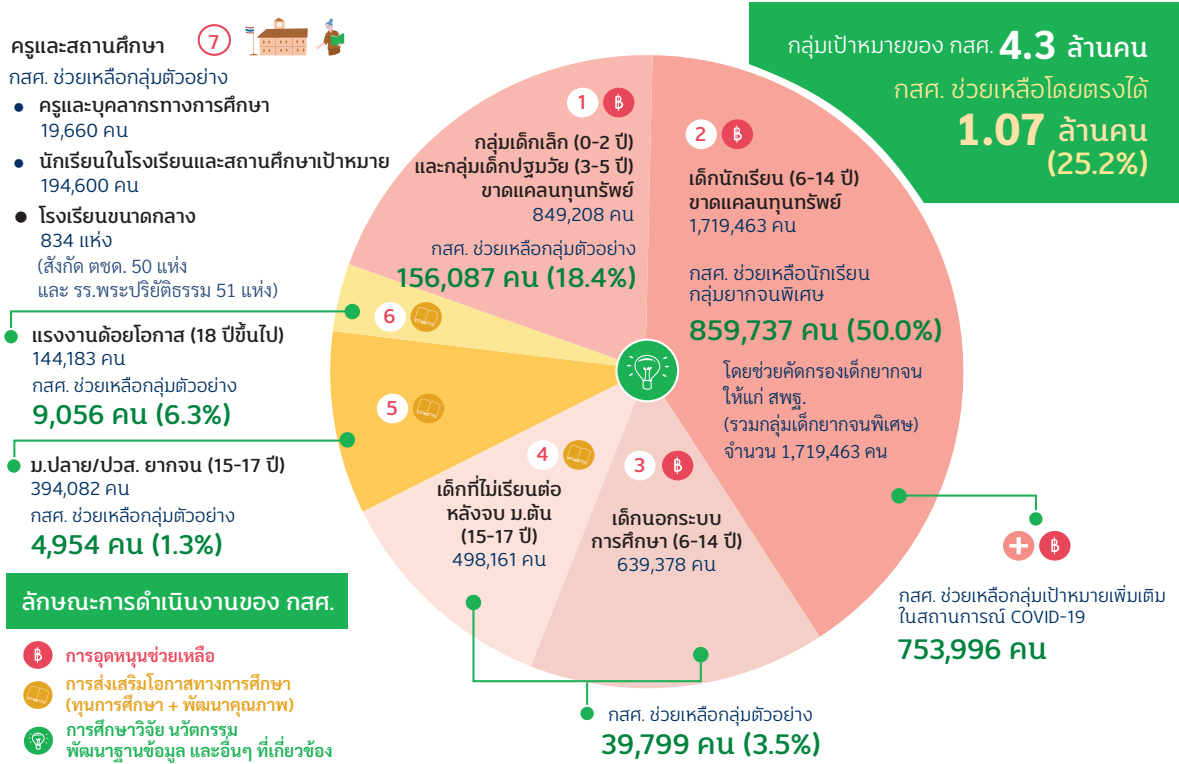 ครูและสถานศึกษา
7
กสศ. ช่วยเหลือกลุ่มตัวอย่าง
• ครูและบุคลากรทางการศึกษา
19,660 คน
• นักเรียนในโรงเรียนและสถานศึกษาเป้าหมาย
194,600 คน
• โรงเรียนขนาดกลาง
834 แห่ง
(สังกัด ตชด. 50 แห่ง
และ รร.พระปริยัติธรรม 51 แห่ง)
แรงงานด้อยโอกาส (18 ปีขึ้นไป)
144,183 คน
กสศ. ช่วยเหลือกลุ่มตัวอย่าง
9,056 คน (6.3%)
ม.ปลาย/ปวส. ยากจน (15-17 ปี)
394,082 คน
กสศ. ช่วยเหลือกลุ่มตัวอย่าง
4,954 คน (1.3%)
ลักษณะการดำเนินงานของ กสศ.
฿ การอุดหนุนช่วยเหลือ
การส่งเสริมโอกาสทางการศึกษา
(ทุนการศึกษา + พัฒนาคุณภาพ)
การศึกษาวิจัย นวัตกรรม
พัฒนาฐานข้อมูล และอื่นๆ ที่เกี่ยวข้อง
1 ฿
กลุ่มเด็กเล็ก (0-2 ปี)
และกลุ่มเด็กปฐมวัย (3-5 ปี)
ขาดแคลนทุนทรัพย์
849,208 คน
กสศ. ช่วยเหลือกลุ่มตัวอย่าง
156,087 คน (18.4%)
2 ฿
เด็กนักเรียน (6-14 ปี)
ขาดแคลนทุนทรัพย์
1,719,463 คน
กสศ. ช่วยเหลือนักเรียน
กลุ่มยากจนพิเศษ
859,737 คน (50.0%)
โดยช่วยคัดกรองเด็กยากจน
ให้แก่ สพฐ.
(รวมกลุ่มเด็กยากจนพิเศษ)
จำนวน 1,719,463 คน
6
5
4
เด็กที่ไม่เรียนต่อ
หลังจบ ม.ต้น
(15-17 ปี)
498,161 คน
3 ฿
เด็กนอกระบบ
การศึกษา (6-14 ปี)
639,378 คน
กสศ. ช่วยเหลือกลุ่มตัวอย่าง
39,799 คน (3.5%)
กลุ่มเป้าหมายของ กสศ. 4.3 ล้านคน
กสศ. ช่วยเหลือโดยตรงได้
1.07 ล้านคน
(25.2%)
+ ฿
กสศ. ช่วยเหลือกลุ่มเป้าหมายเพิ่มเติม
ในสถานการณ์ COVID-19
753,996 คน